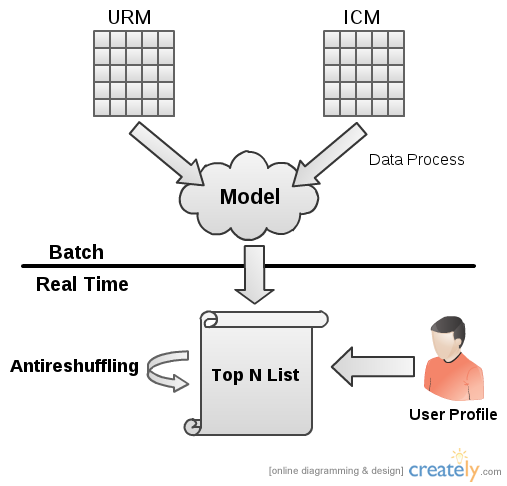 URM
ICM
Data Process
Model
Batch
Real Time
Antireshuffling
Top N List
User Profile
[online diagramming & design] creately.com